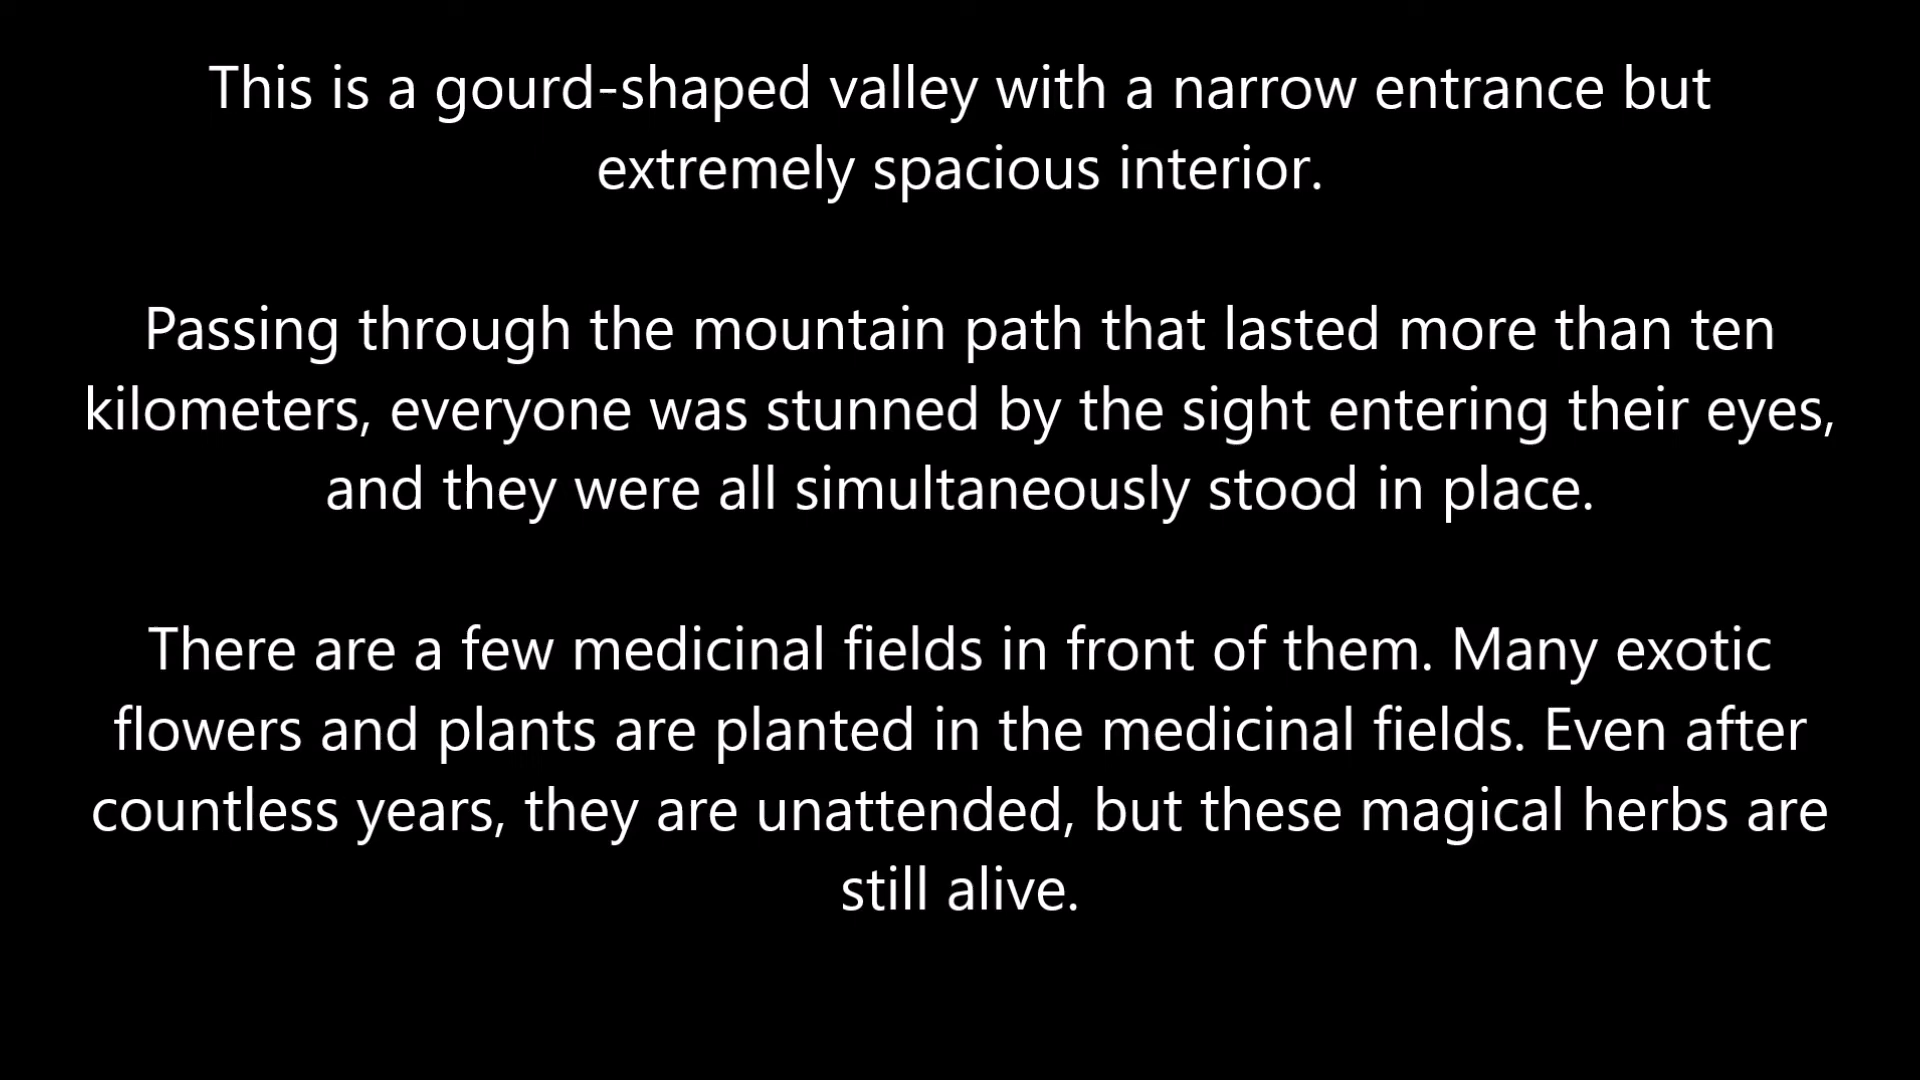 This is a gourd-shaped valley with a narrow entrance but
extremely spacious interior.
Passing through the mountain path that lasted more than ten
kilometers, everyone was stunned by the sight entering their eyes,
and they were all simultaneously stood in place.
There are a few medicinal fields in front of them. Many exotic
flowers and plants are planted in the medicinal fields. Even after
countless years, they are unattended, but these magical herbs are
still alive.